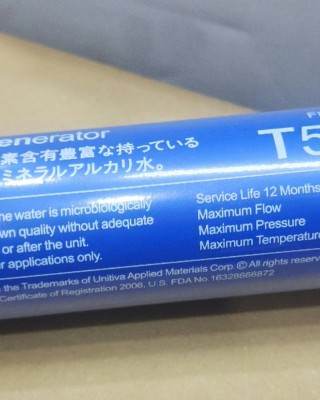 enerator
素含有豊富な持っている
ミネラルアルカリ水。
he water is microbiologically
wn quality without adequate
or after the unit.
r applications only.
T5
Service Life 12 Months
Maximum Flow
Maximum Pressure
Maximum Temperature
the Trademarks of Unitiva Applied Materials Corp. ©All rights reserve
Certificate of Registration 2006, U.S. FDA No